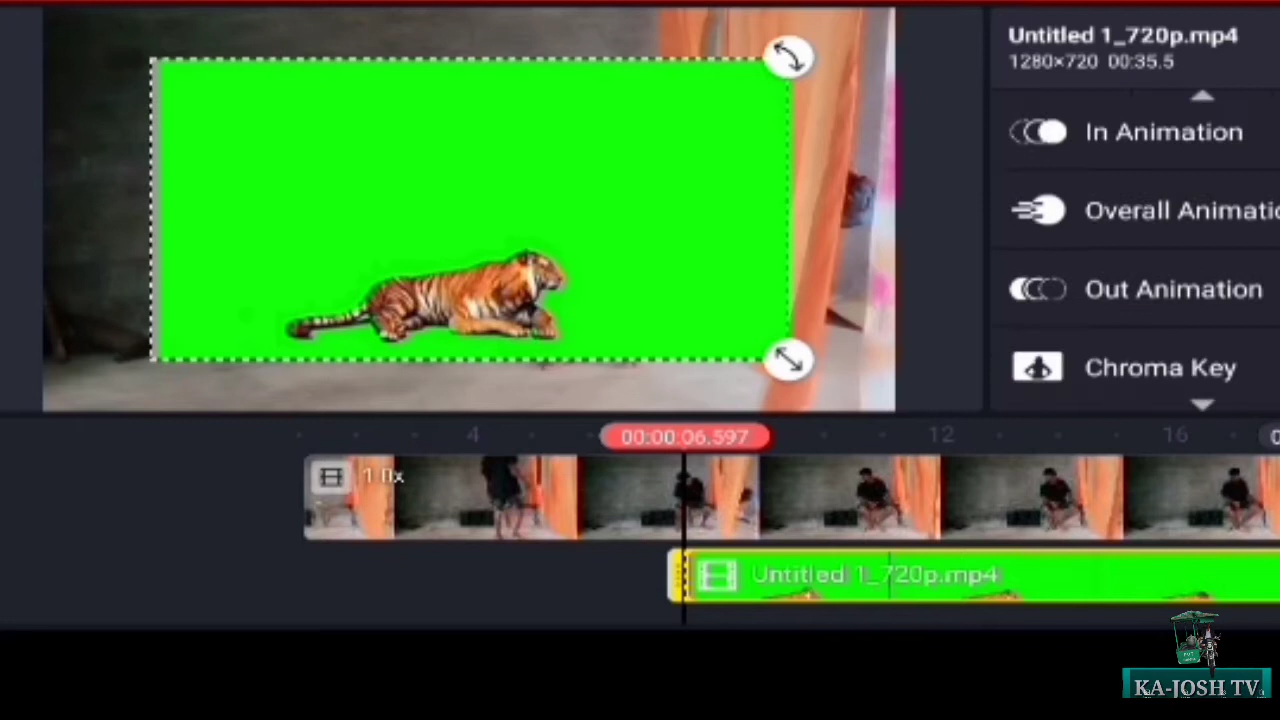 Untitled 1_720p.mp4
1280×720 00:35.5
In Animation
Overall Animatio
Out Animation
Chroma Key
4
00:00:06.597
12
16
1.0x
Untitled 1_720p.mp4
KA-JOSH TV.